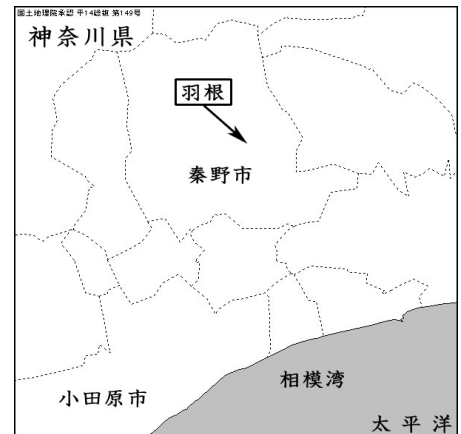 国土地理院承認 平14総複 第149号
神奈川県
羽根
秦野市
相模湾
小田原市
太平洋